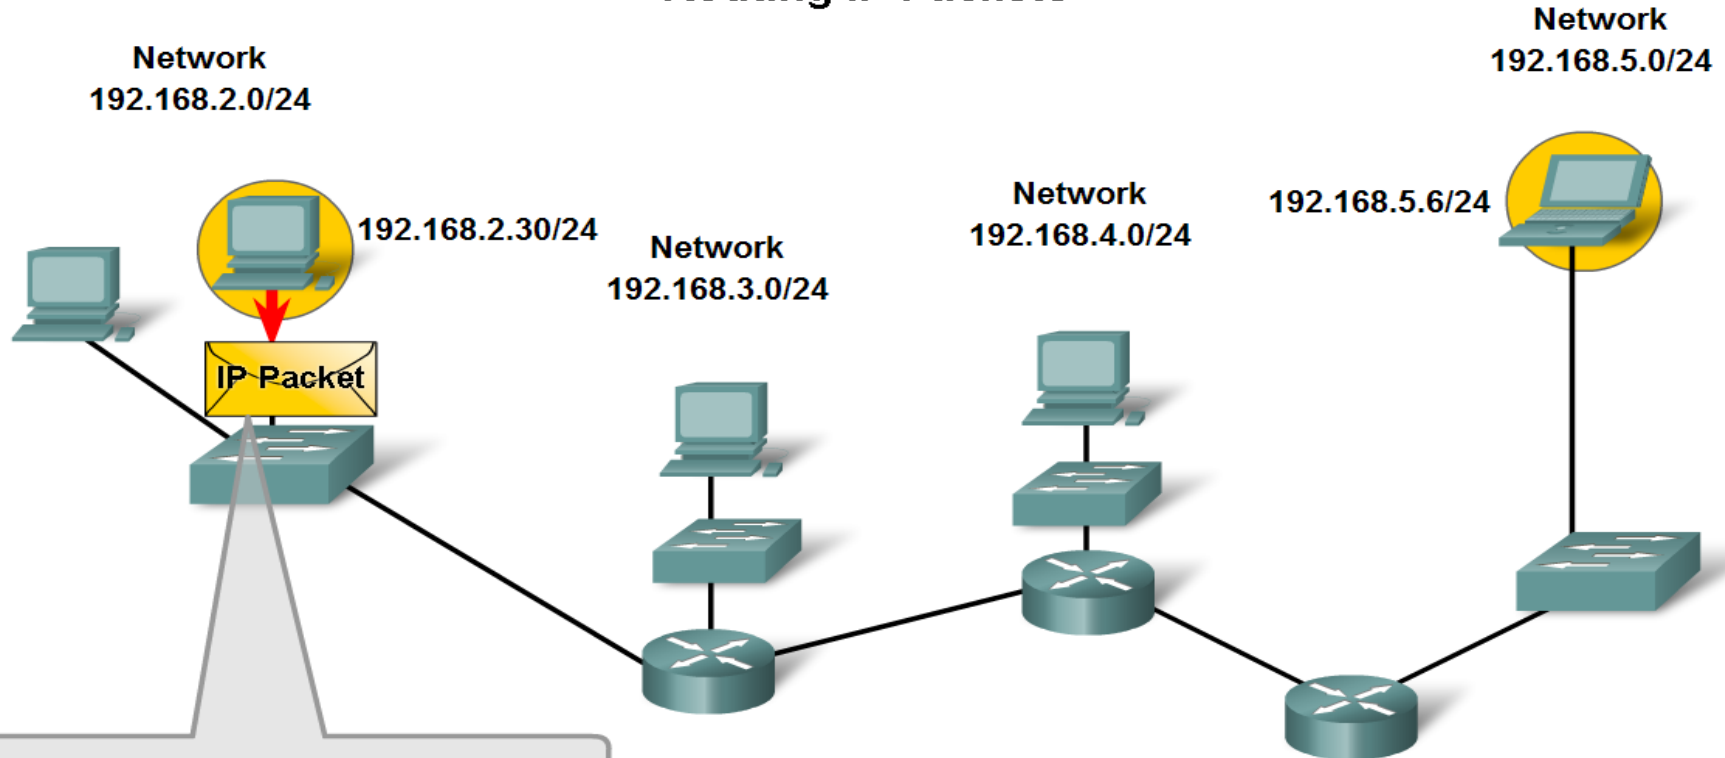 Network
192.168.2.0/24
192.168.2.30/24
IP Packet
Network
192.168.3.0/24
Network
192.168.4.0/24
Network
192.168.5.0/24
192.168.5.6/24